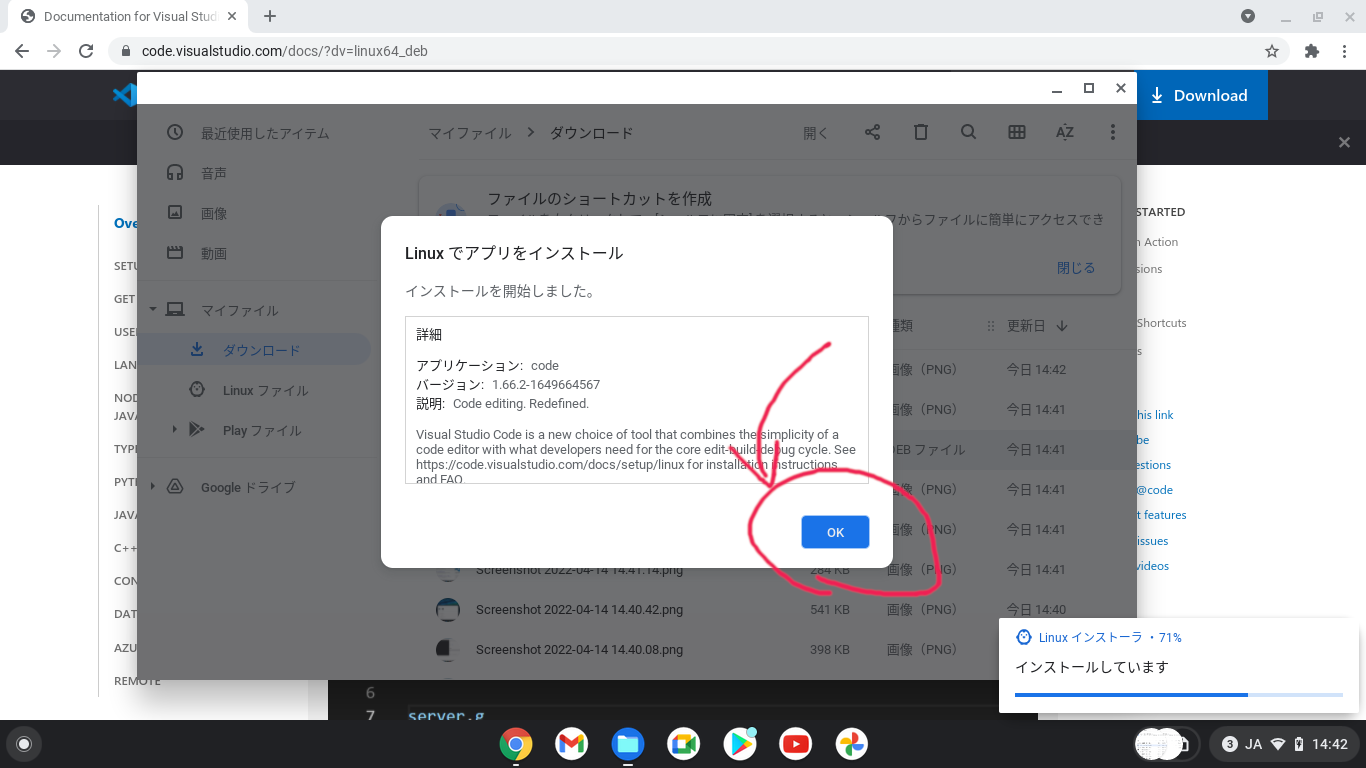 Documentation for Visual Stud
code.visualstudio.com/docs/?dv=linux64_deb
Download
最近使用したアイテム
音声
画像
動画
マイファイル
ダウンロード
Linux ファイル
Play ファイル
Google ドライブ
マイファイル
ダウンロード
開く
AZ
ファイルのショートカットを作成
からファイルに簡単にアクセスでき
閉じる
種類
更新日
画像（PNG）
今日 14:42
画像（PNG）
今日 14:41
DEB ファイル
今日 14:41
画像（PNG）
今日 14:41
画像（PNG）
今日 14:41
Screenshot 2022-04-14 14.41.14.png
284 KB
画像（PNG）
今日 14:41
Screenshot 2022-04-14 14.40.42.png
541 KB
画像（PNG）
今日 14:40
Screenshot 2022-04-14 14.40.08.png
398 KB
画像（PNG）
Linux でアプリをインストール
インストールを開始しました。
詳細
アプリケーション: code
バージョン: 1.66.2-1649664567
説明: Code editing. Redefined.
Visual Studio Code is a new choice of tool that combines the simplicity of a
code editor with what developers need for the core edit-build-debug cycle. See
https://code.visualstudio.com/docs/setup/linux for installation instructions
and FAQ.
OK
Ove
SETU
GET
USE
LAN
NOD
JAVA
TYP
PYT
JAV
C++
CON
DAT
AZU
REMOTE
STARTED
n Action
sions
Shortcuts
s
his link
estions
@code
t features
issues
videos
6
7
server.g
Linux インストーラ ・71%
インストールしています
3
JA
14:42